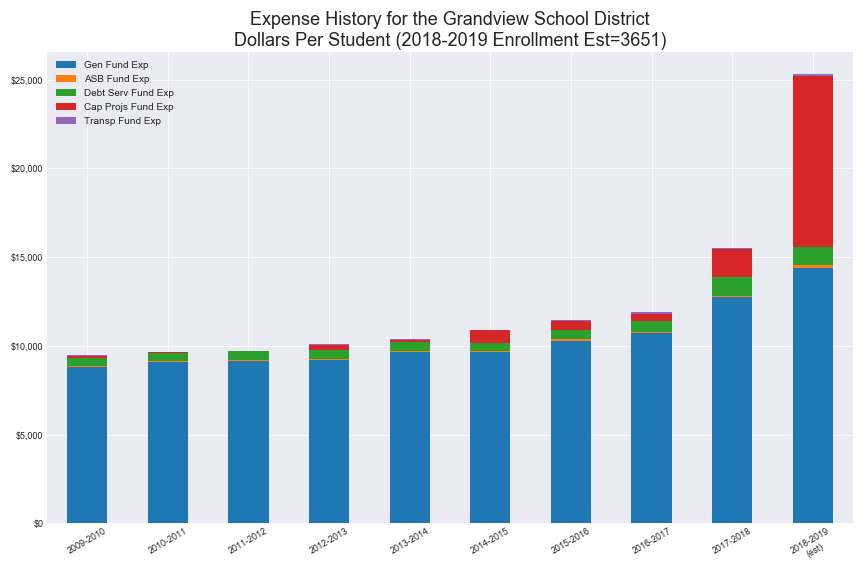 Expense History for the Grandview School District
Dollars Per Student (2018-2019 Enrollment Est=3651)
Gen Fund Exp
ASB Fund Exp
Debt Serv Fund Exp
Cap Projs Fund Exp
Transp Fund Exp
$25,000
$20,000
$15,000
$10,000
$5,000
$0
2009-2010
2010-2011
2011-2012
2012-2013
2013-2014
2014-2015
2015-2016
2016-2017
2017-2018
2018-2019
(est)